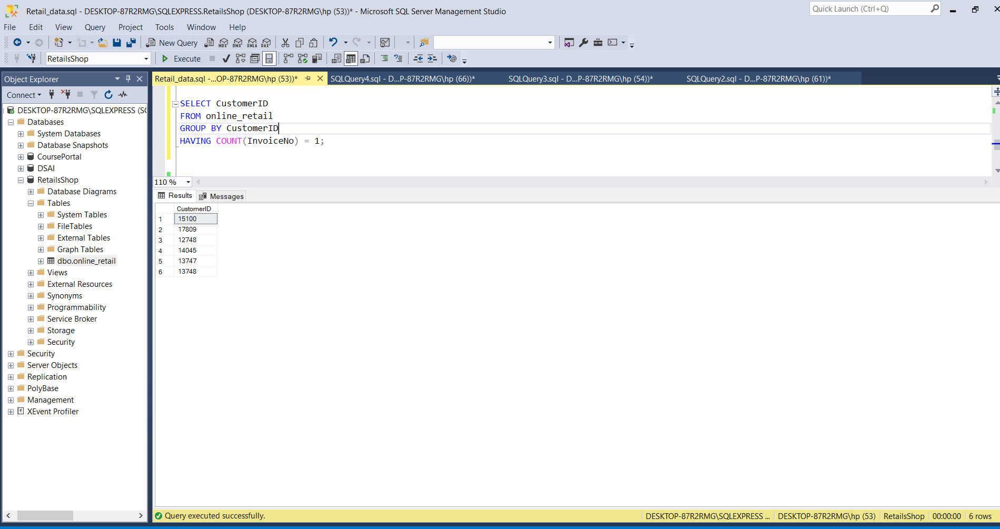 Retail_data.sql - DESKTOP-87R2RMG\SQLEXPRESS.RetailsShop (DESKTOP-87R2RMG\hp (53))* - Microsoft SQL Server Management Studio
Quick Launch (Ctrl+Q)
File Edit View Query Project Tools Window Help
New Query MDX DMX XMLA DAX
RetailsShop Execute
Object Explorer
Connect
DESKTOP-87R2RMG\SQLEXPRESS (S
Databases
System Databases
Database Snapshots
CoursePortal
DSAI
RetailsShop
Database Diagrams
Tables
System Tables
FileTables
External Tables
Graph Tables
dbo.online_retail
Views
External Resources
Synonyms
Programmability
Service Broker
Storage
Security
Security
Server Objects
Replication
PolyBase
Management
XEvent Profiler
Retail_data.sql -...OP-87R2RMG\hp (53))* SQLQuery4.sql - D...P-87R2RMG\hp (66))* SQLQuery3.sql - D...P-87R2RMG\hp (54))* SQLQuery2.sql - D...P-87R2RMG\hp (61))*
SELECT CustomerID
FROM online_retail
GROUP BY CustomerID
HAVING COUNT(InvoiceNo) = 1;
110 %
Results Messages
CustomerID
1 15100
2 17809
3 12748
4 14045
5 13747
6 13748
Query executed successfully. DESKTOP-87R2RMG\SQLEXPRESS ... DESKTOP-87R2RMG\hp (53) RetailsShop 00:00:00 6 rows